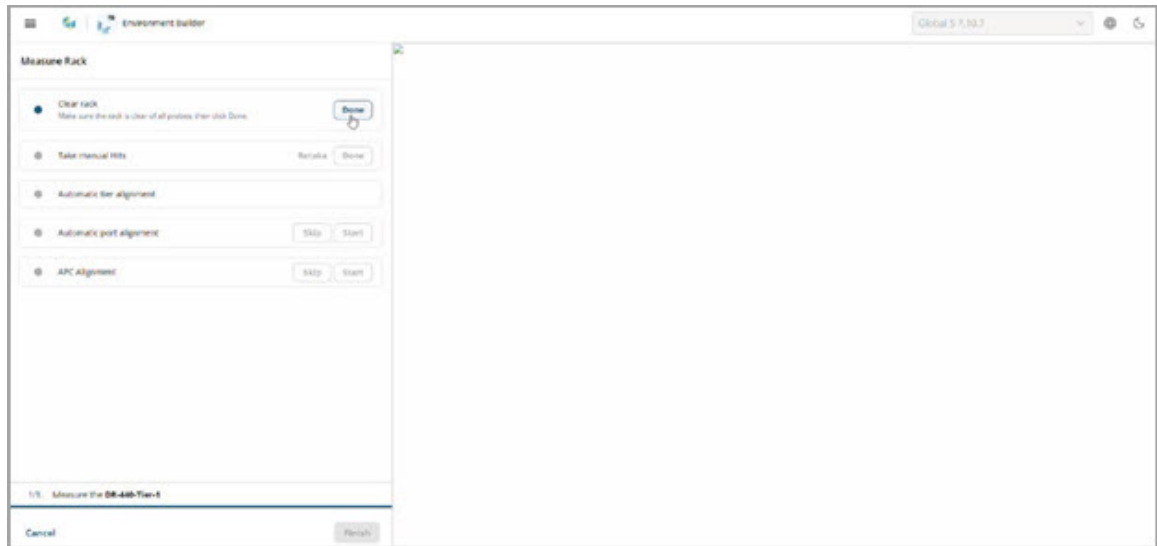 Environment Builder
Global S 7.10.1
Measure Rack
Clear rack
Make sure the rack is clear of all probes, then click Done.
Done
Take manual Hits
Retake
Done
Automatic tier alignment
Automatic port alignment
Skip
Start
APC Alignment
Skip
Start
Measure the DR-440-Tier-1
Cancel
Finish